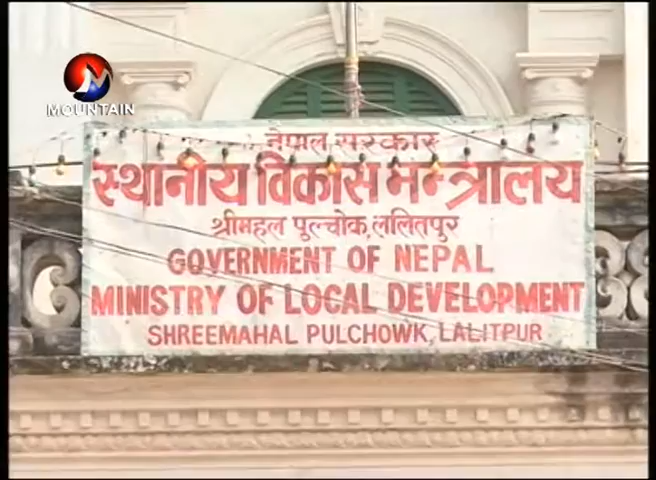 MOUNTAIN
नेपाल सरकार
स्थानीय विकास मन्त्रालय
श्रीमहल पुल्चोक, ललितपुर
GOVERNMENT OF NEPAL
MINISTRY OF LOCAL DEVELOPMENT
SHREEMAHAL PULCHOWK, LALITPUR